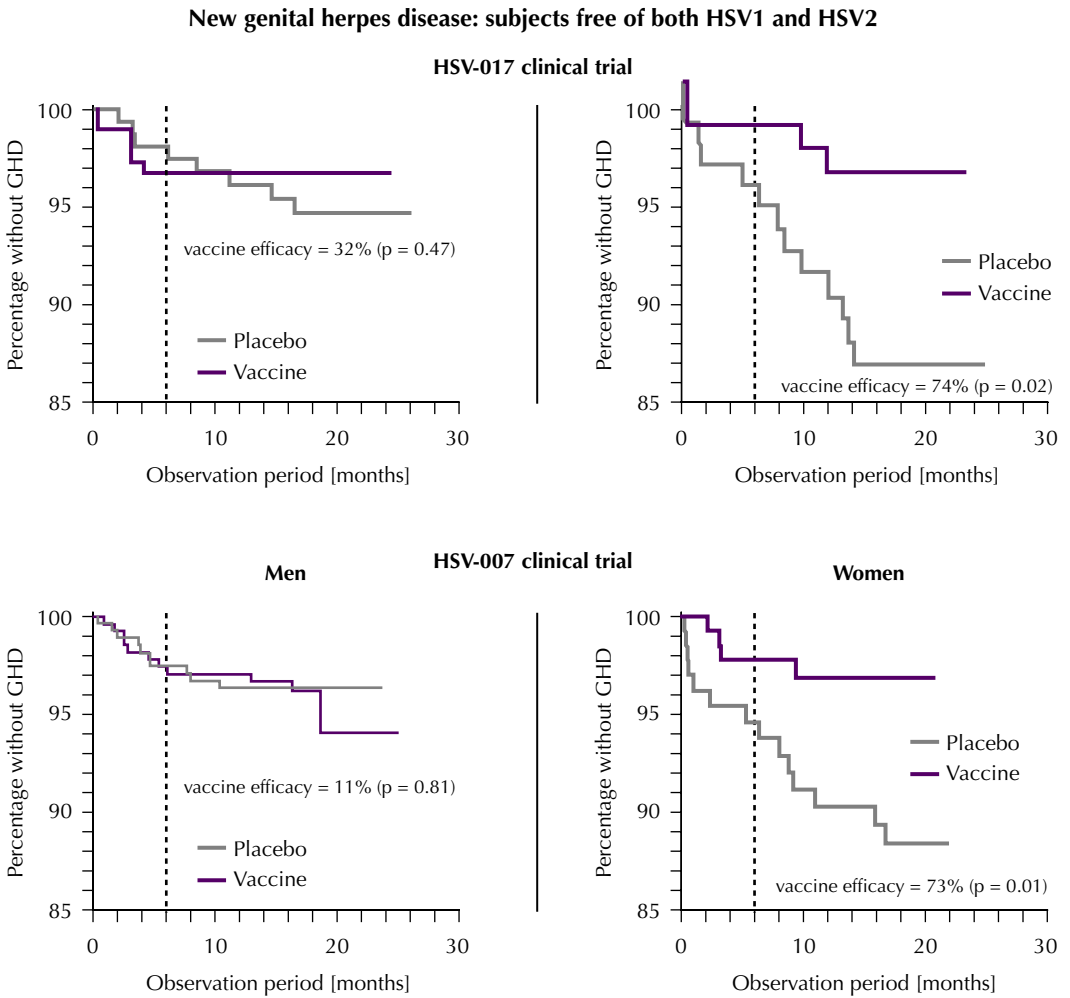 New genital herpes disease: subjects free of both HSV1 and HSV2
HSV-017 clinical trial
Percentage without GHD
100
95
90
85
vaccine efficacy = 32% (p = 0.47)
Placebo
Vaccine
0 10 20 30
Observation period [months]
Percentage without GHD
100
95
90
85
Placebo
Vaccine
vaccine efficacy = 74% (p = 0.02)
0 10 20 30
Observation period [months]
HSV-007 clinical trial
Men
Women
Percentage without GHD
100
95
90
85
vaccine efficacy = 11% (p = 0.81)
Placebo
Vaccine
0 10 20 30
Observation period [months]
Percentage without GHD
100
95
90
85
Placebo
Vaccine
vaccine efficacy = 73% (p = 0.01)
0 10 20 30
Observation period [months]